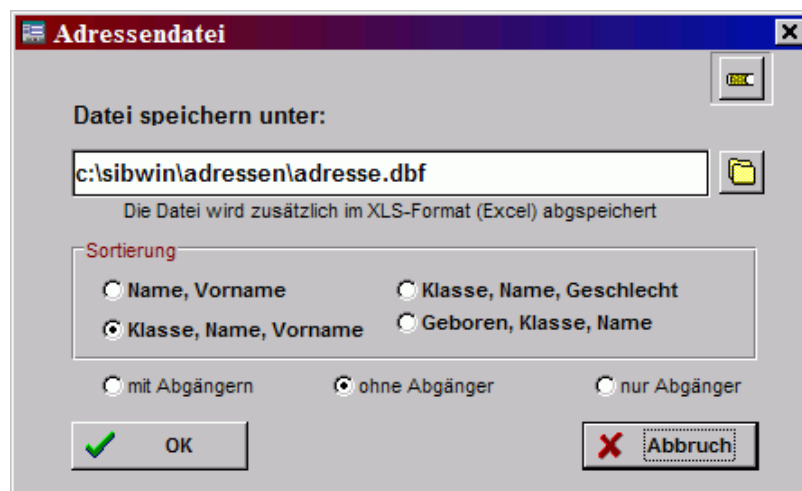 Adressendatei
Datei speichern unter:
c:\sibwin\adressen\adresse.dbf
Die Datei wird zusätzlich im XLS-Format (Excel) abgspeichert
Sortierung
Name, Vorname
Klasse, Name, Geschlecht
Klasse, Name, Vorname
Geboren, Klasse, Name
mit Abgängern
ohne Abgänger
nur Abgänger
OK
Abbruch